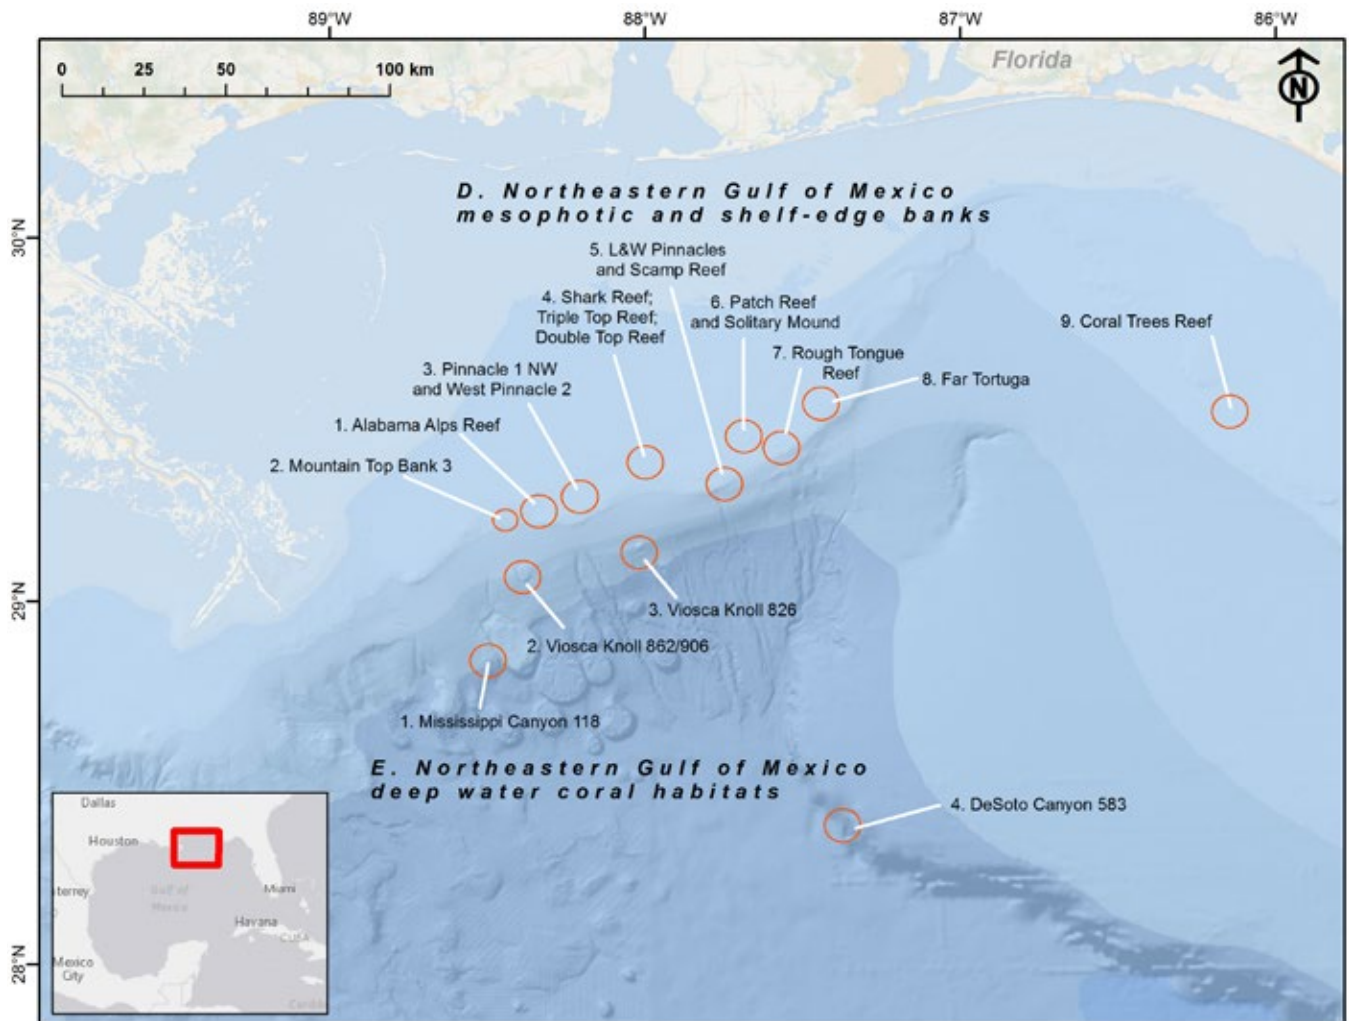 89°W
88°W
87°W
86°W
0 25 50 100 km
Florida
N
D. Northeastern Gulf of Mexico
mesophotic and shelf-edge banks
30°N
5. L&W Pinnacles
and Scamp Reef
4. Shark Reef;
Triple Top Reef;
Double Top Reef
6. Patch Reef
and Solitary Mound
9. Coral Trees Reef
7. Rough Tongue
Reef
3. Pinnacle 1 NW
and West Pinnacle 2
8. Far Tortuga
1. Alabama Alps Reef
2. Mountain Top Bank 3
29°N
3. Viosca Knoll 826
2. Viosca Knoll 862/906
1. Mississippi Canyon 118
E. Northeastern Gulf of Mexico
deep water coral habitats
4. DeSoto Canyon 583
28°N
Dallas
Houston
terrey
Gulf of
Mexico
Miami
Havana
CUBA
Mexico
City